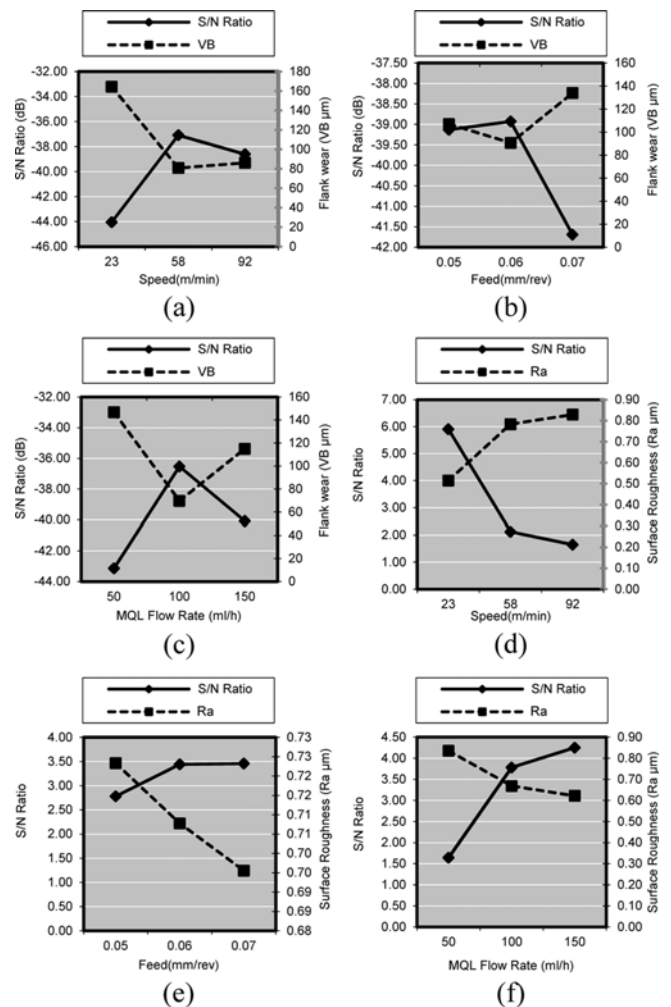 S/N Ratio
VB
S/N Ratio (dB)
-32.00
-34.00
-36.00
-38.00
-40.00
-42.00
-44.00
-46.00
180
160
140
120
100
80
60
40
20
0
Flank wear (VB µm)
23 58 92
Speed(m/min)
(a)
S/N Ratio
VB
S/N Ratio (dB)
-37.50
-38.00
-38.50
-39.00
-39.50
-40.00
-40.50
-41.00
-41.50
-42.00
160
140
120
100
80
60
40
20
0
Flank wear (VB µm)
0.05 0.06 0.07
Feed(mm/rev)
(b)
S/N Ratio
VB
S/N Ratio (dB)
-32.00
-34.00
-36.00
-38.00
-40.00
-42.00
-44.00
160
140
120
100
80
60
40
20
0
Flank wear (VB µm)
50 100 150
MQL Flow Rate (ml/h)
(c)
S/N Ratio
Ra
S/N Ratio
7.00
6.00
5.00
4.00
3.00
2.00
1.00
0.00
0.90
0.80
0.70
0.60
0.50
0.40
0.30
0.20
0.10
0.00
Surface Roughness (Ra µm)
23 58 92
Speed(m/min)
(d)
S/N Ratio
Ra
S/N Ratio
4.00
3.50
3.00
2.50
2.00
1.50
1.00
0.50
0.00
0.73
0.73
0.72
0.72
0.71
0.71
0.70
0.70
0.69
0.69
0.68
Surface Roughness (Ra µm)
0.05 0.06 0.07
Feed(mm/rev)
(e)
S/N Ratio
Ra
S/N Ratio
4.50
4.00
3.50
3.00
2.50
2.00
1.50
1.00
0.50
0.00
0.90
0.80
0.70
0.60
0.50
0.40
0.30
0.20
0.10
0.00
Surface Roughness (Ra µm)
50 100 150
MQL Flow Rate (ml/h)
(f)